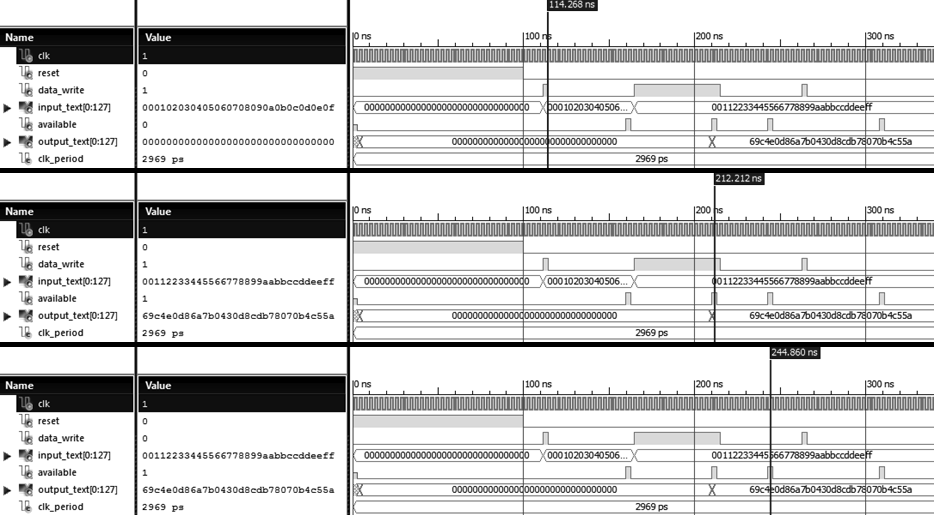 114.268 ns
Name Value 0 ns 100 ns 200 ns 300 ns
clk 1
reset 0
data_write 1
input_text[0:127] 000102030405060708090a0b0c0d0e0f 00000000000000000000000000000000 00010203040506... 00112233445566778899aabbccddeeff
available 0
output_text[0:127] 00000000000000000000000000000000 00000000000000000000000000000000 69c4e0d86a7b0430d8cdb78070b4c55a
clk_period 2969 ps 2969 ps
212.212 ns
Name Value 0 ns 100 ns 200 ns 300 ns
clk 1
reset 0
data_write 1
input_text[0:127] 00112233445566778899aabbccddeeff 00000000000000000000000000000000 00010203040506... 00112233445566778899aabbccddeeff
available 1
output_text[0:127] 69c4e0d86a7b0430d8cdb78070b4c55a 00000000000000000000000000000000 69c4e0d86a7b0430d8cdb78070b4c55a
clk_period 2969 ps 2969 ps
244.860 ns
Name Value 0 ns 100 ns 200 ns 300 ns
clk 1
reset 0
data_write 0
input_text[0:127] 00112233445566778899aabbccddeeff 00000000000000000000000000000000 00010203040506... 00112233445566778899aabbccddeeff
available 1
output_text[0:127] 69c4e0d86a7b0430d8cdb78070b4c55a 00000000000000000000000000000000 69c4e0d86a7b0430d8cdb78070b4c55a
clk_period 2969 ps 2969 ps